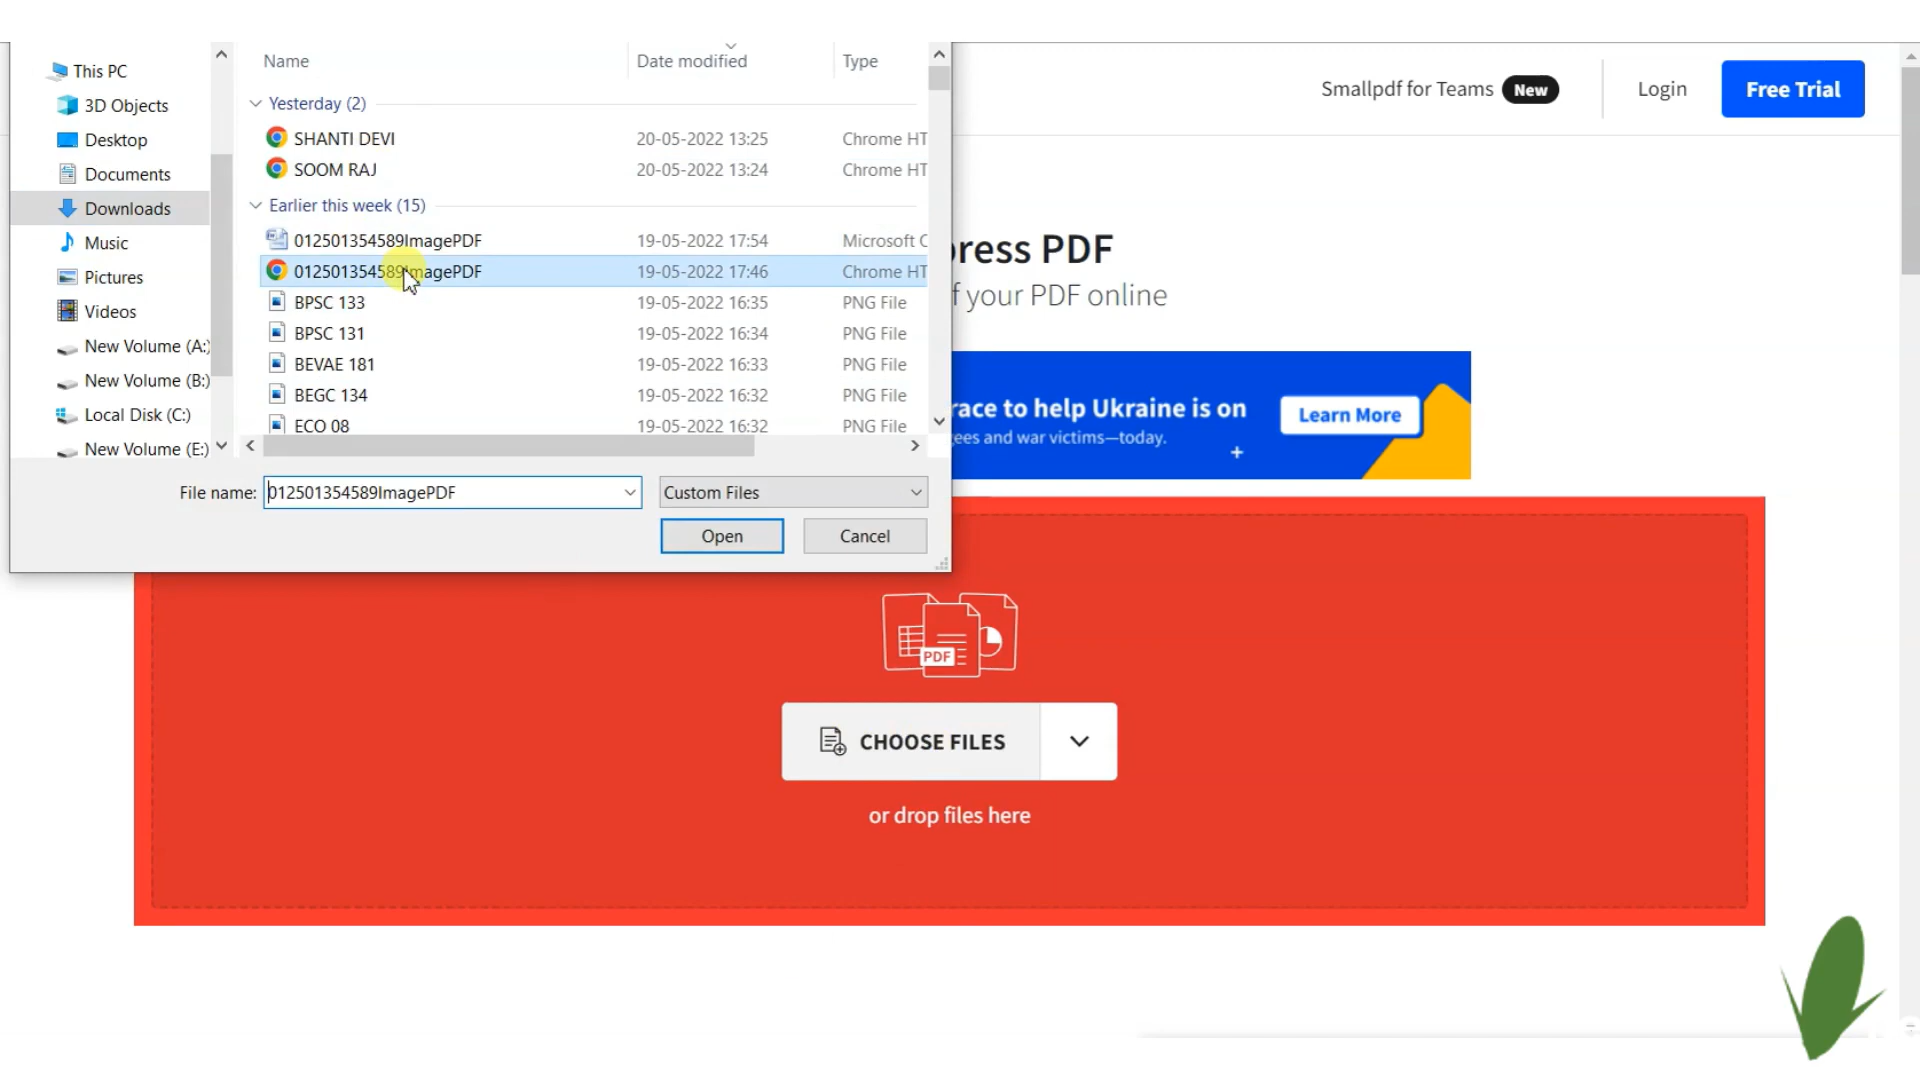 Name Date modified Type
This PC
3D Objects
Desktop
Documents
Downloads
Music
Pictures
Videos
New Volume (A:)
New Volume (B:)
Local Disk (C:)
New Volume (E:)
Yesterday (2)
SHANTI DEVI 20-05-2022 13:25 Chrome HT
SOOM RAJ 20-05-2022 13:24 Chrome HT
Earlier this week (15)
012501354589ImagePDF 19-05-2022 17:54 Microsoft
012501354589ImagePDF 19-05-2022 17:46 Chrome HT
BPSC 133 19-05-2022 16:35 PNG File
BPSC 131 19-05-2022 16:34 PNG File
BEVAE 181 19-05-2022 16:33 PNG File
BEGC 134 19-05-2022 16:32 PNG File
ECO 08 19-05-2022 16:32 PNG File
File name: 012501354589ImagePDF Custom Files
Open Cancel
Smallpdf for Teams New Login Free Trial
press PDF
f your PDF online
race to help Ukraine is on
ees and war victims—today.
Learn More
PDF
CHOOSE FILES
or drop files here